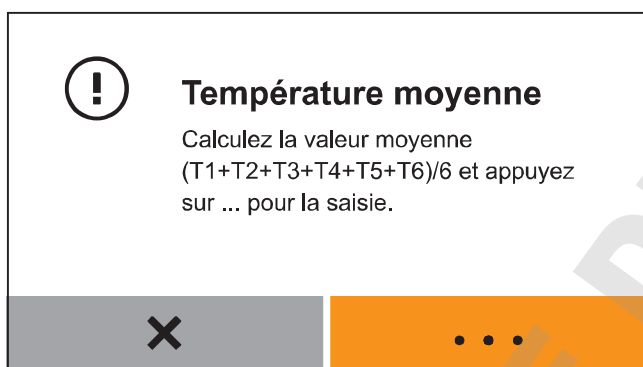 Température moyenne
Calculez la valeur moyenne
(T1+T2+T3+T4+T5+T6)/6 et appuyez
sur ... pour la saisie.